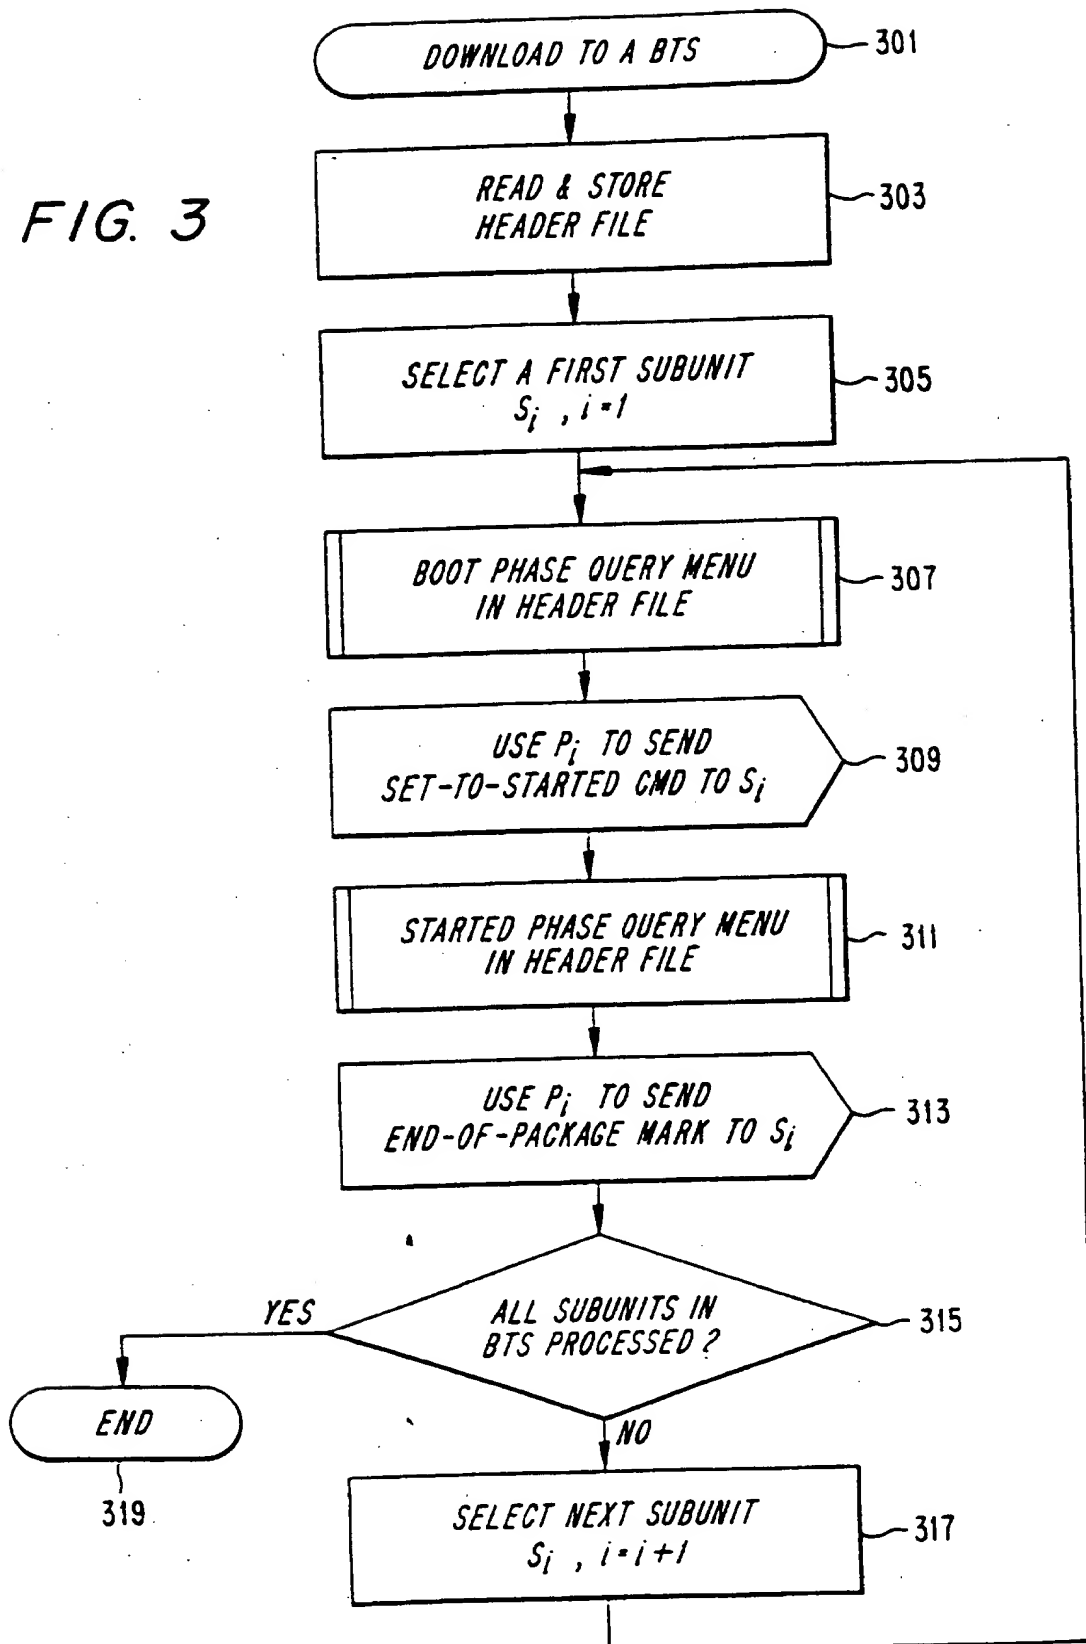 FIG. 3
DOWNLOAD TO A BTS
301
READ & STORE
HEADER FILE
303
SELECT A FIRST SUBUNIT
Si , i=1
305
BOOT PHASE QUERY MENU
IN HEADER FILE
307
USE Pi TO SEND
SET-TO-STARTED CMD TO Si
309
STARTED PHASE QUERY MENU
IN HEADER FILE
311
USE Pi TO SEND
END-OF-PACKAGE MARK TO Si
313
ALL SUBUNITS IN
BTS PROCESSED ?
315
YES
END
319
NO
SELECT NEXT SUBUNIT
Si , i=i+1
317